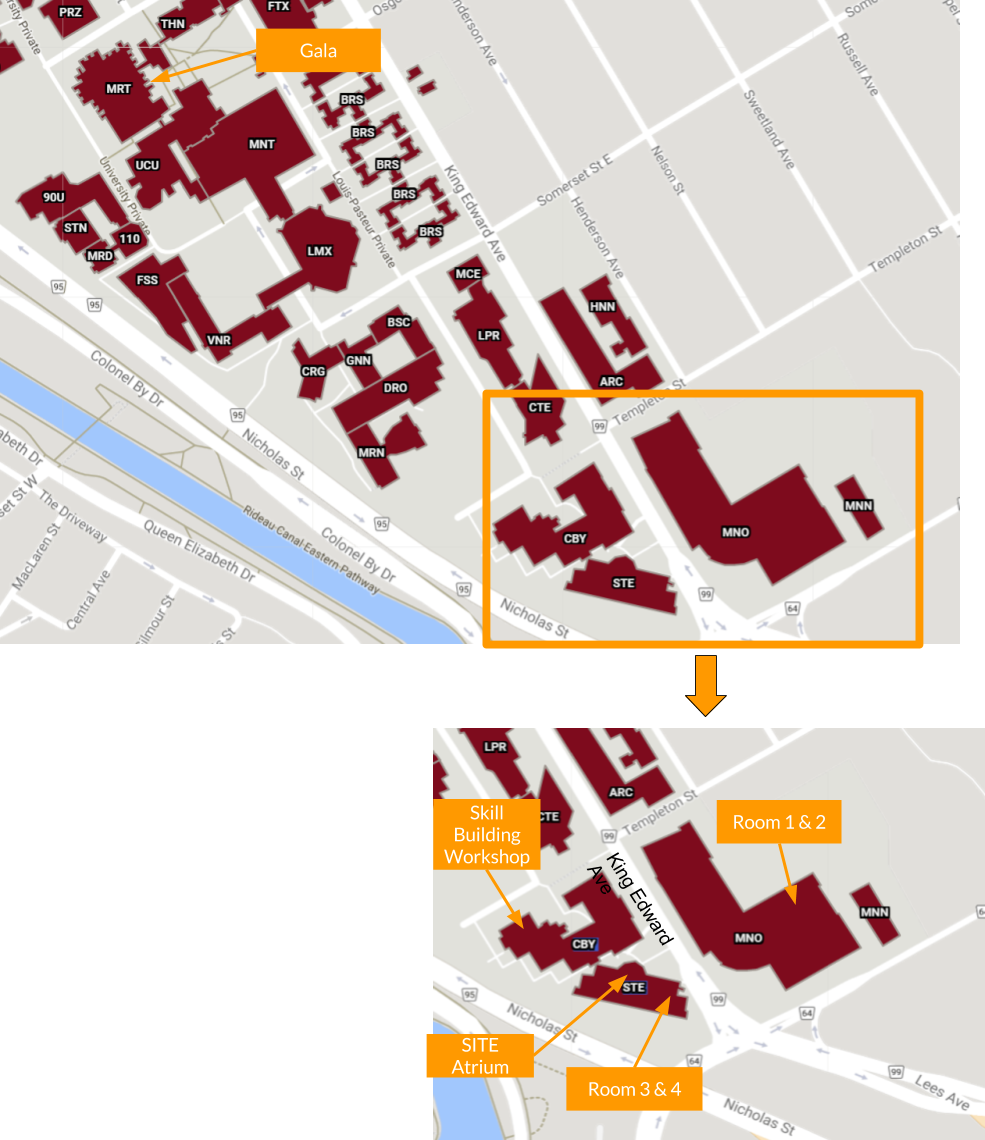 PRZ
THN
FTX
Gala
MRT
BRS
BRS
BRS
BRS
BRS
MNT
UCU
University Private
90U
STN
110
MRD
FSS
VNR
LMX
Louis-Pasteur Private
King Edward Ave
Somerset St E
Henderson Ave
Nelson St
Sweetland Ave
Russell Ave
Templeton St
95
95
MCE
LPR
HNN
ARC
BSC
GNN
CRG
DRO
MRN
CTE
99
Templeton St
Colonel By Dr
95
Nicholas St
95
Colonel By Dr
Rideau Canal Eastern Pathway
Queen Elizabeth Dr
The Driveway
MacLaren St
Central Ave
95
CBY
STE
MNO
MNN
99
64
Nicholas St
LPR
ARC
Templeton St
99
CTE
Skill
Building
Workshop
Room 1 & 2
King Edward
Ave
CBY
STE
MNO
MNN
95
Nicholas St
99
64
64
99
Lees Ave
SITE
Atrium
Room 3 & 4
Nicholas St